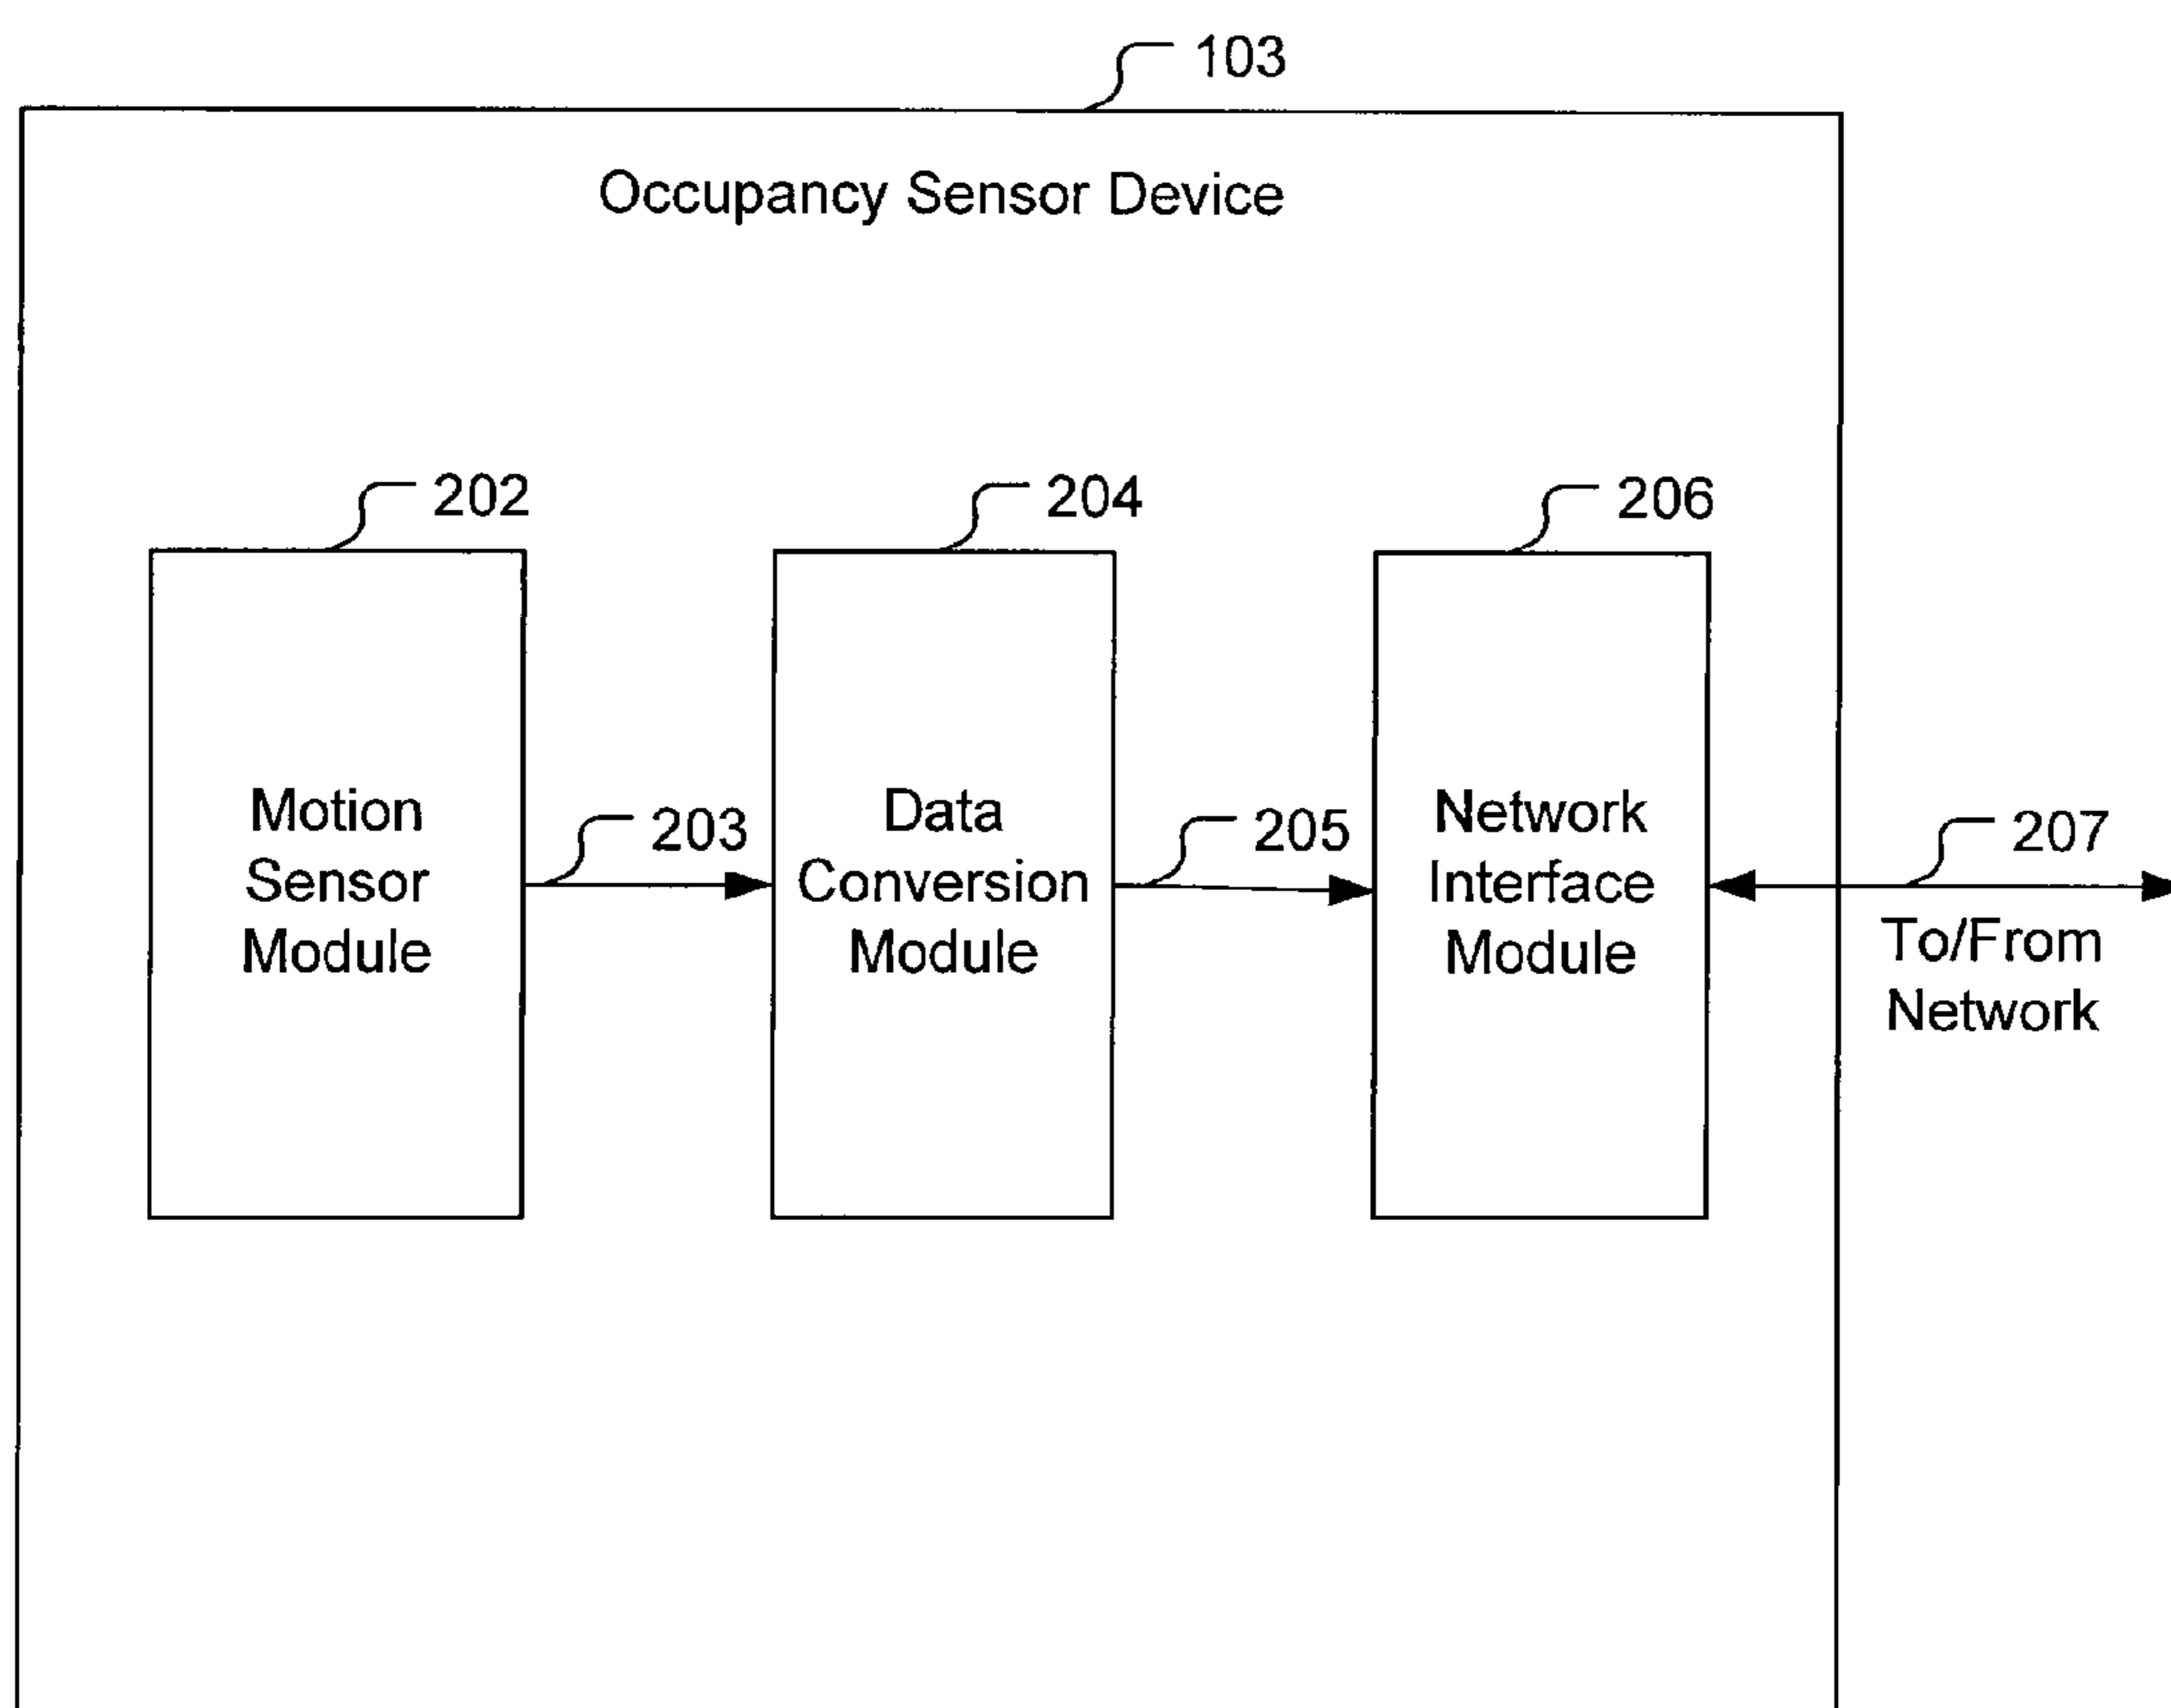 103
Occupancy Sensor Device
202
204
206
Motion
Sensor
Module
203
Data
Conversion
Module
205
Network
Interface
Module
207
To/From
Network